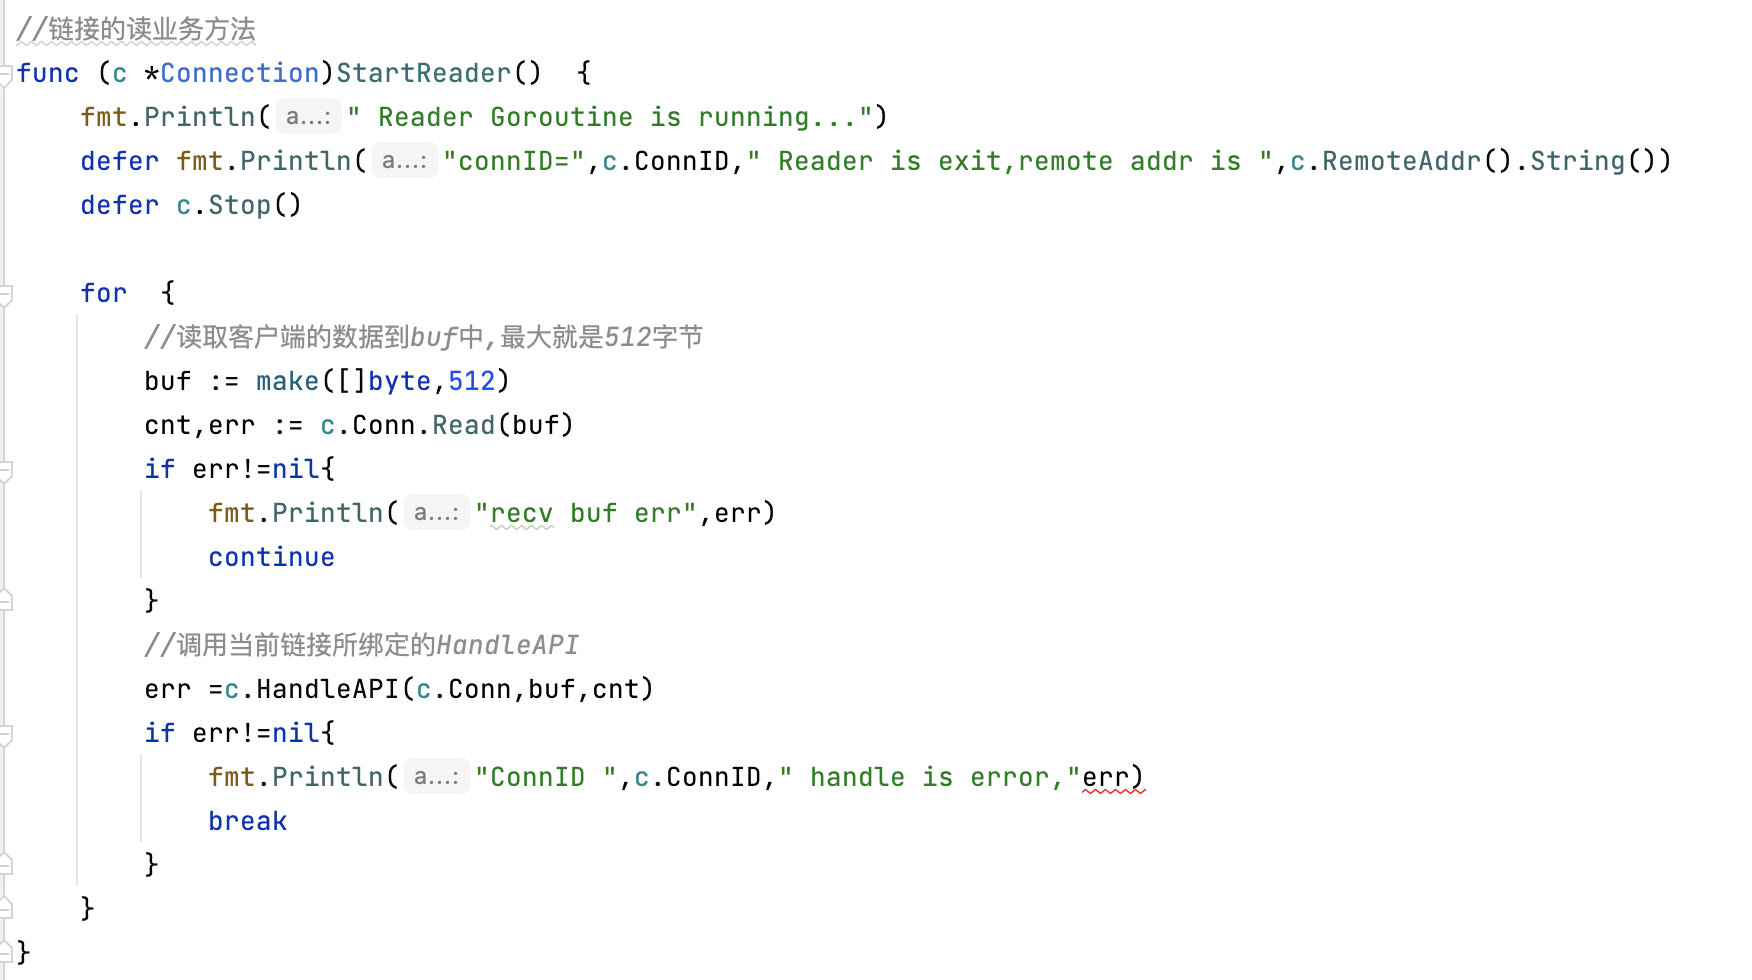 //链接的读业务方法
func (c *Connection)StartReader()  {
    fmt.Println( a...: " Reader Goroutine is running...")
    defer fmt.Println( a...: "connID=",c.ConnID," Reader is exit,remote addr is ",c.RemoteAddr().String())
    defer c.Stop()

    for  {
        //读取客户端的数据到buf中,最大就是512字节
        buf := make([]byte,512)
        cnt,err := c.Conn.Read(buf)
        if err!=nil{
            fmt.Println( a...: "recv buf err",err)
            continue
        }
        //调用当前链接所绑定的HandleAPI
        err =c.HandleAPI(c.Conn,buf,cnt)
        if err!=nil{
            fmt.Println( a...: "ConnID ",c.ConnID," handle is error,"err)
            break
        }
    }
}